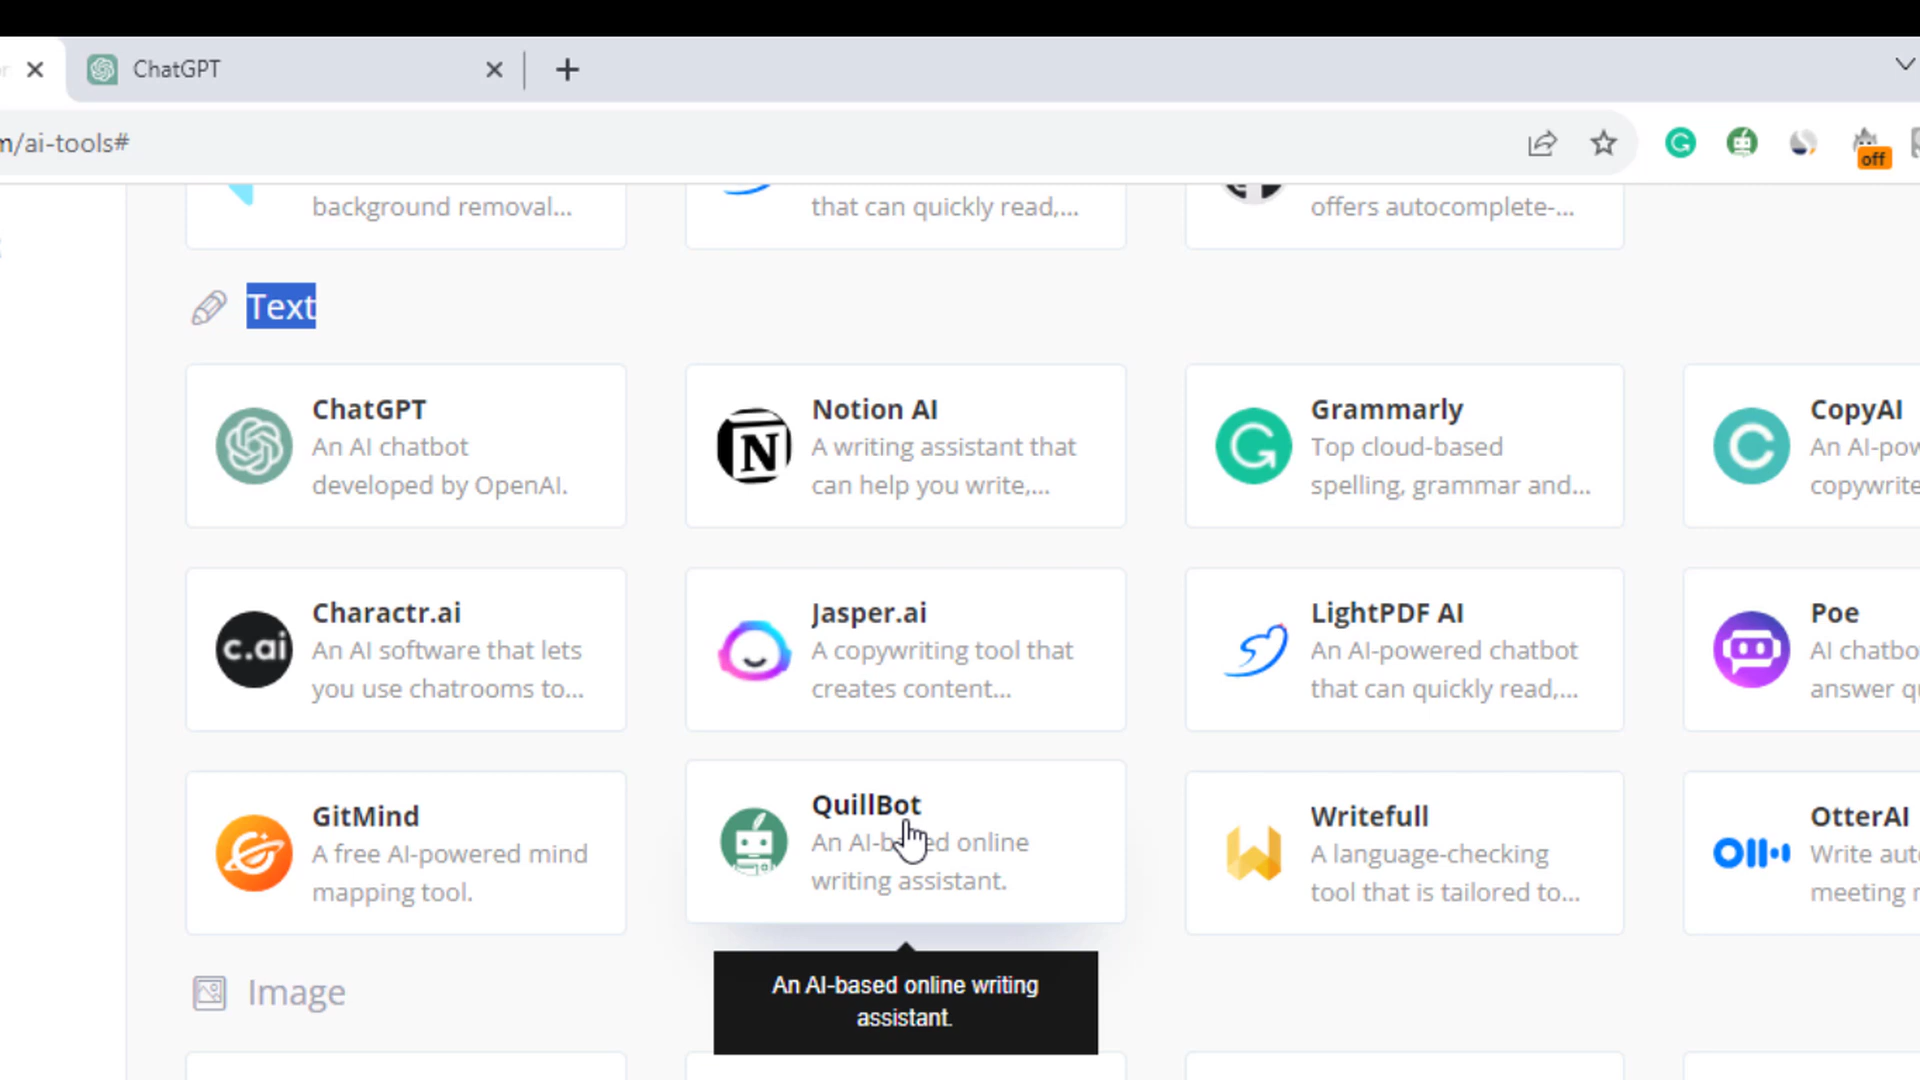 ChatGPT
m/ai-tools#
off
background removal...
that can quickly read,...
offers autocomplete-...
Text
ChatGPT
An AI chatbot
developed by OpenAI.
Notion AI
A writing assistant that
can help you write,...
Grammarly
Top cloud-based
spelling, grammar and...
CopyAI
An AI-pow
copywrite
c.ai
Charactr.ai
An AI software that lets
you use chatrooms to...
Jasper.ai
A copywriting tool that
creates content...
LightPDF AI
An AI-powered chatbot
that can quickly read,...
Poe
AI chatbo
answer qu
GitMind
A free AI-powered mind
mapping tool.
QuillBot
An AI-based online
writing assistant.
Writefull
A language-checking
tool that is tailored to...
OtterAI
Write auto
meeting n
An AI-based online writing
assistant.
Image